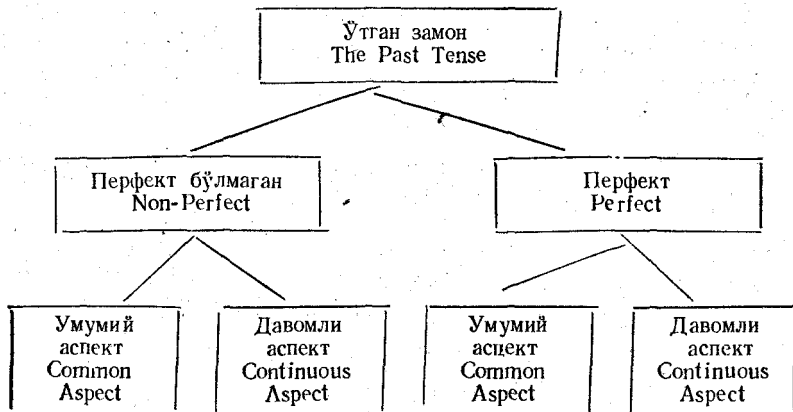 Ўтган замон
The Past Tense
Перфект бўлмаган
Non-Perfect
Перфект
Perfect
Умумий
аспект
Common
Aspect
Давомли
аспект
Continuous
Aspect
Умумий
асцект
Common
Aspect
Давомли
аспект
Continuous
Aspect